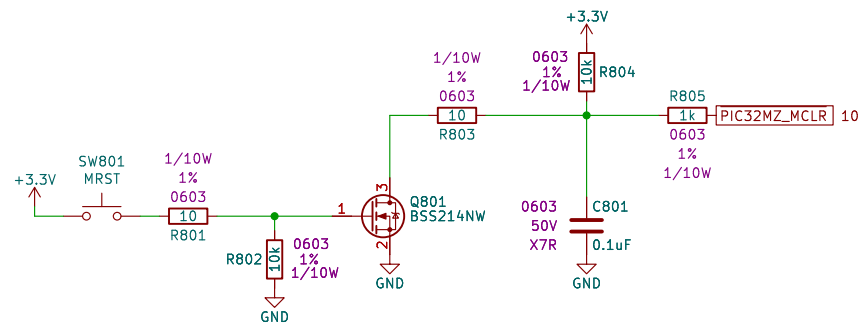 +3.3V
SW801
MRST
1/10W
1%
0603
10
R801
R802
10k
0603
1%
1/10W
GND
1
3
2
Q801
BSS214NW
GND
1/10W
1%
0603
10
R803
+3.3V
0603
1%
1/10W
10k
R804
0603
50V
X7R
C801
0.1uF
GND
R805
1k
0603
1%
1/10W
PIC32MZ_MCLR
10